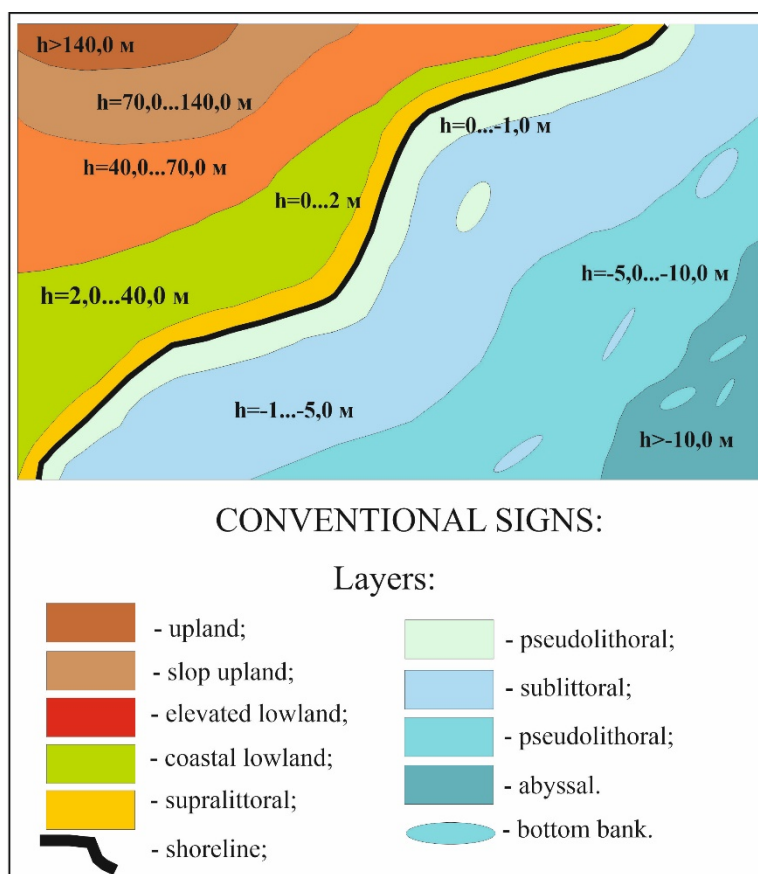 h>140,0 м
h=70,0...140,0 м
h=0...-1,0 м
h=40,0...70,0 м
h=0...2 м
h=-5,0...-10,0 м
h=2,0...40,0 м
h=-1...-5,0 м
h>-10,0 м
CONVENTIONAL SIGNS:
Layers:
- upland;
- slop upland;
- elevated lowland;
- coastal lowland;
- supralittoral;
- shoreline;
- pseudolithoral;
- sublittoral;
- pseudolithoral;
- abyssal.
- bottom bank.